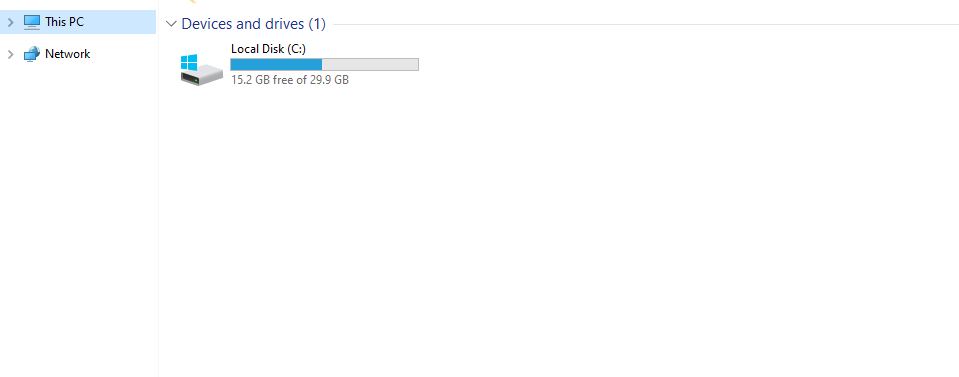 This PC
Network
Devices and drives (1)
Local Disk (C:)
15.2 GB free of 29.9 GB